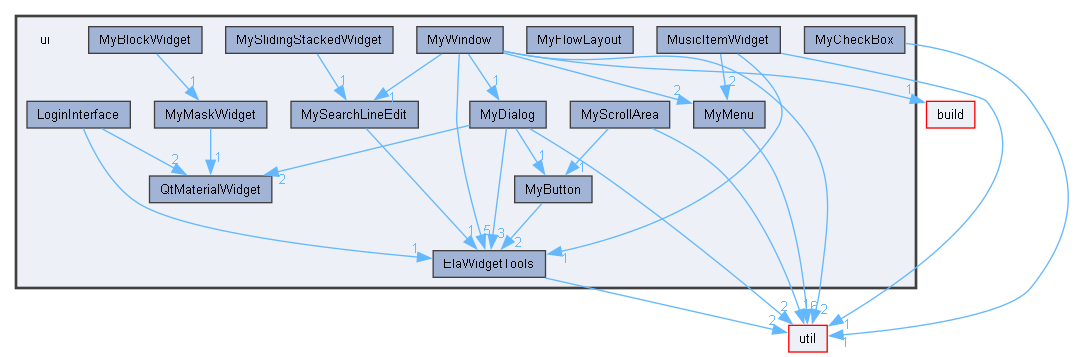 ui
MyBlockWidget
MySlidingStackedWidget
MyWindow
MyFlowLayout
MusicItemWidget
MyCheckBox
1
1
1
1
2
2
1
LoginInterface
MyMaskWidget
MySearchLineEdit
MyDialog
MyScrollArea
MyMenu
build
2
1
2
1
1
QtMaterialWidget
MyButton
1
1
5
3
2
1
ElaWidgetTools
2
2
2
1
1
util